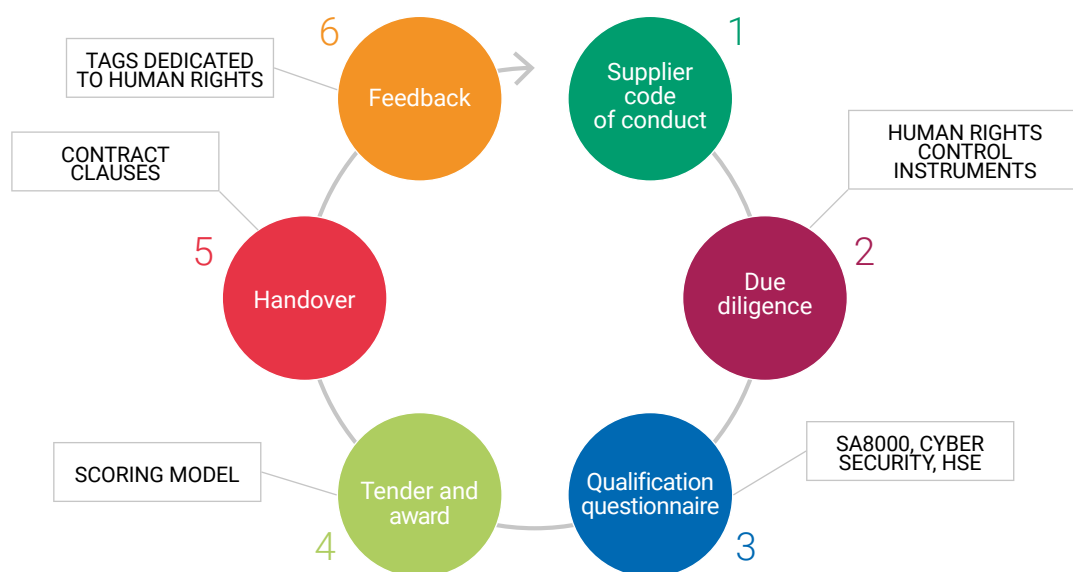 1
Supplier
code
of conduct
HUMAN RIGHTS
CONTROL
INSTRUMENTS
2
Due
diligence
SA8000, CYBER
SECURITY, HSE
Qualification
questionnaire
3
SCORING MODEL
Tender and
award
4
CONTRACT
CLAUSES
5
Handover
6
TAGS DEDICATED
TO HUMAN RIGHTS
Feedback